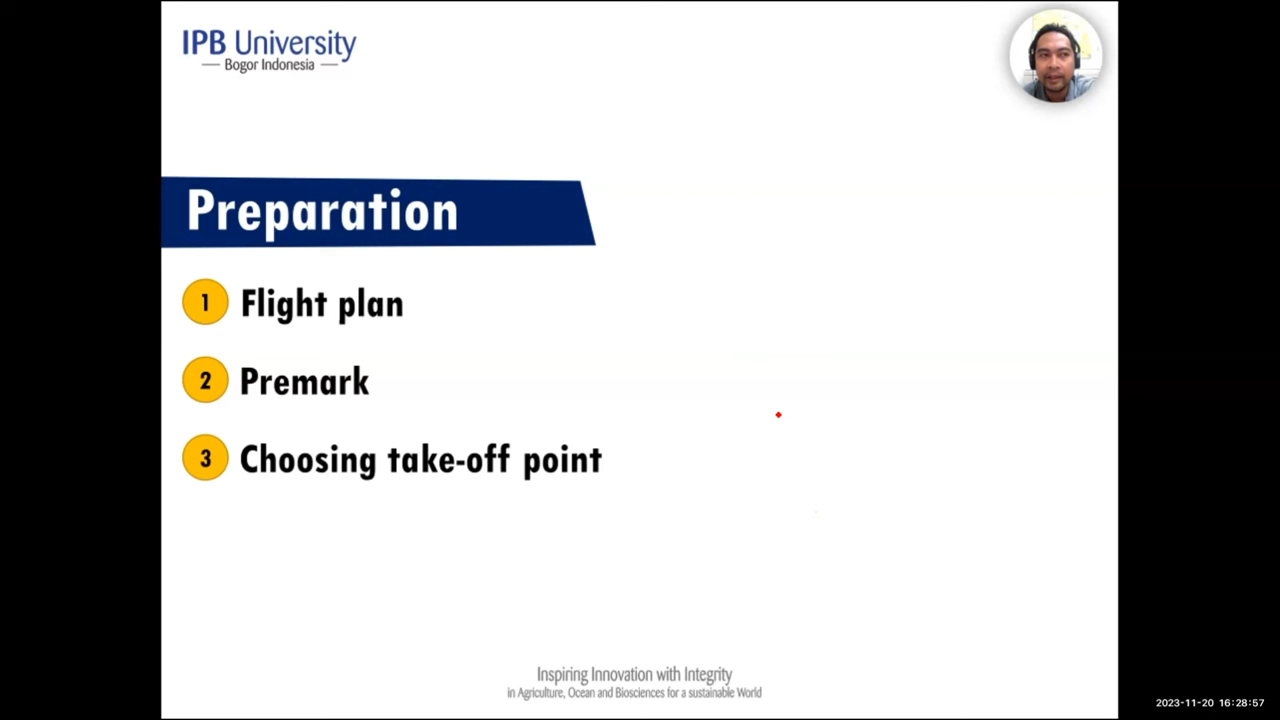 IPB University
Bogor Indonesia
Preparation
1 Flight plan
2 Premark
3 Choosing take-off point
Inspiring Innovation with Integrity
in Agriculture, Ocean and Biosciences for a sustainable World
2023-11-20 16:28:57